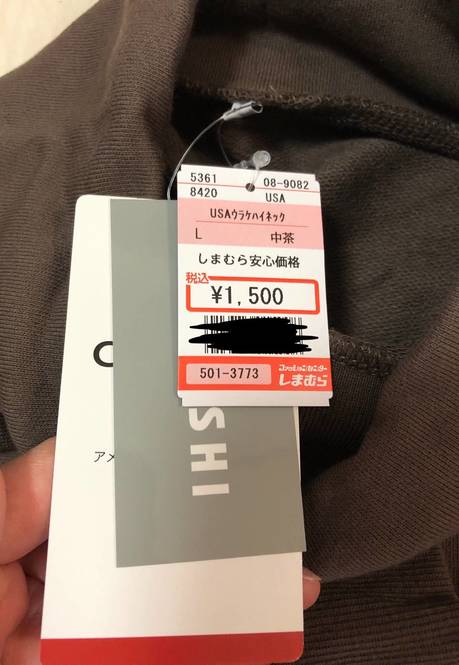 5361 08-9082
8420 USA
USAウラケハイネック
L 中茶
しまむら安心価格
税込
¥1,500
501-3773 ファッションセンター
しまむら
C
SHI
アメ